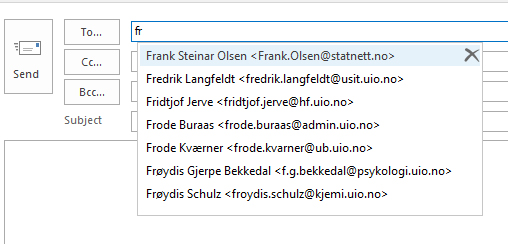 To...
fr
Send
Cc...
Bcc...
Subject
Frank Steinar Olsen <Frank.Olsen@statnett.no>
Fredrik Langfeldt <fredrik.langfeldt@usit.uio.no>
Fridtjof Jerve <fridtjof.jerve@hf.uio.no>
Frode Buraas <frode.buraas@admin.uio.no>
Frode Kværner <frode.kvarner@ub.uio.no>
Frøydis Gjerpe Bekkedal <f.g.bekkedal@psykologi.uio.no>
Frøydis Schulz <froydis.schulz@kjemi.uio.no>